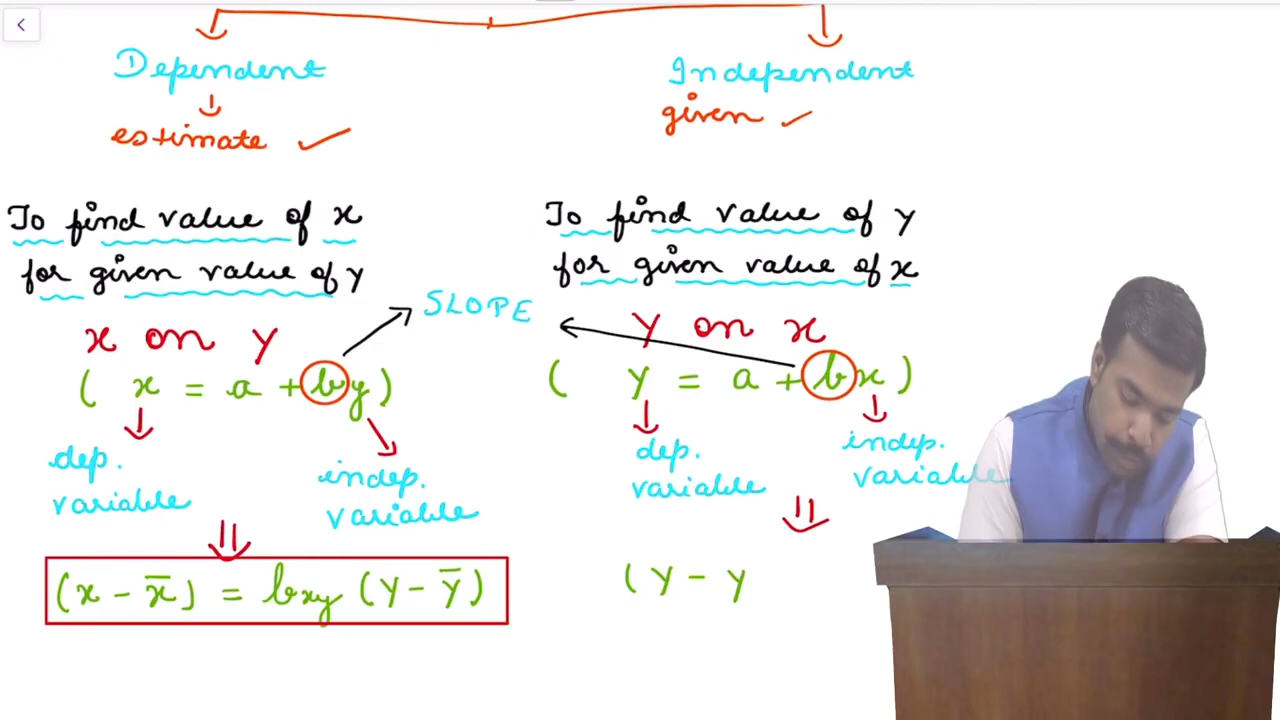 Dependent
estimate ✓
Independent
given ✓
To find value of x
for given value of y
x on y
( x = a + by )
dep.
variable
indep.
variable
(x - x̄) = bxy (y - ȳ)
SLOPE
To find value of y
for given value of x
y on x
( y = a + bx )
dep.
variable
indep.
variable
(y - y